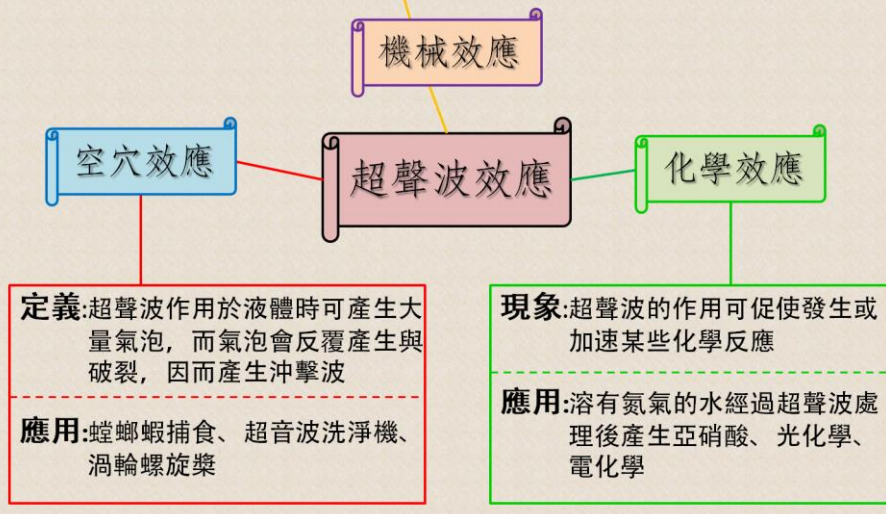 機械效應
空穴效應
超聲波效應
化學效應
定義:超聲波作用於液體時可產生大
量氣泡，而氣泡會反覆產生與
破裂，因而產生沖擊波
應用:螳螂蝦捕食、超音波洗淨機、
渦輪螺旋槳
現象:超聲波的作用可促使發生或
加速某些化學反應
應用:溶有氮氣的水經過超聲波處
理後產生亞硝酸、光化學、
電化學